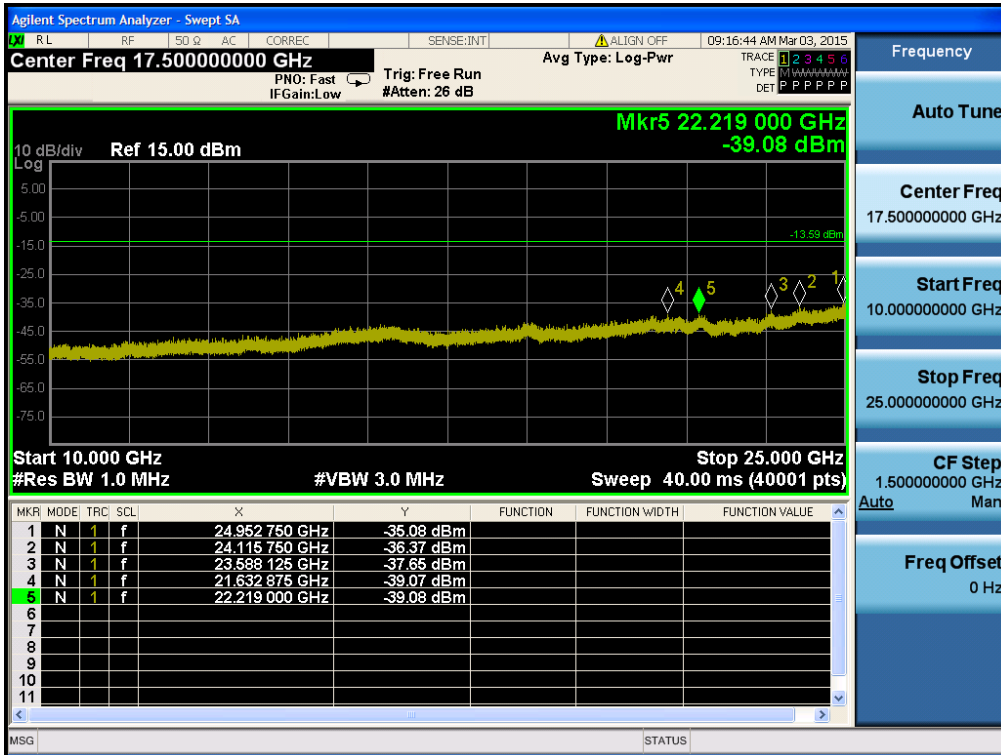 Agilent Spectrum Analyzer - Swept SA
LXI RL RF 50 Ω AC CORREC SENSE:INT ALIGN OFF 09:16:44 AM Mar 03, 2015
Center Freq 17.500000000 GHz
PNO: Fast
IFGain:Low
Trig: Free Run
#Atten: 26 dB
Avg Type: Log-Pwr
TRACE 1 2 3 4 5 6
TYPE M WWWWW
DET P P P P P P
Mkr5 22.219 000 GHz
-39.08 dBm
10 dB/div Ref 15.00 dBm
Log
5.00
-5.00
-13.59 dBm
-15.0
-25.0
4 5 3 2 1
-35.0
-45.0
-55.0
-65.0
-75.0
Start 10.000 GHz Stop 25.000 GHz
#Res BW 1.0 MHz #VBW 3.0 MHz Sweep 40.00 ms (40001 pts)
MKR MODE TRC SCL X Y FUNCTION FUNCTION WIDTH FUNCTION VALUE
1 N 1 f 24.952 750 GHz -35.08 dBm
2 N 1 f 24.115 750 GHz -36.37 dBm
3 N 1 f 23.588 125 GHz -37.65 dBm
4 N 1 f 21.632 875 GHz -39.07 dBm
5 N 1 f 22.219 000 GHz -39.08 dBm
6
7
8
9
10
11
MSG STATUS
Frequency
Auto Tune
Center Freq
17.500000000 GHz
Start Freq
10.000000000 GHz
Stop Freq
25.000000000 GHz
CF Step
1.500000000 GHz
Auto Man
Freq Offset
0 Hz